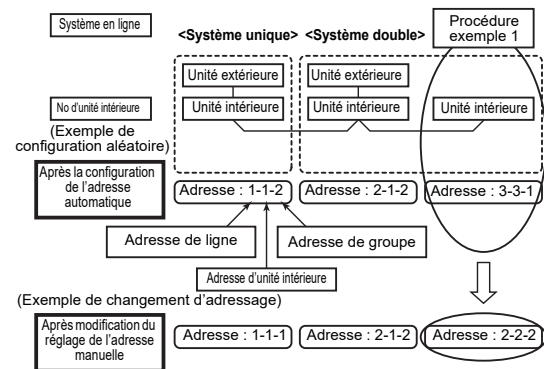 Système en ligne
<Système unique>
<Système double>
Procédure
exemple 1
Unité extérieure
Unité extérieure
No d'unité intérieure
Unité intérieure
Unité intérieure
Unité intérieure
(Exemple de
configuration aléatoire)
Après la configuration
de l'adresse
automatique
Adresse : 1-1-2
Adresse : 2-1-2
Adresse : 3-3-1
Adresse de ligne
Adresse de groupe
Adresse d'unité intérieure
(Exemple de changement d'adressage)
Après modification du
réglage de l'adresse
manuelle
Adresse : 1-1-1
Adresse : 2-1-2
Adresse : 2-2-2